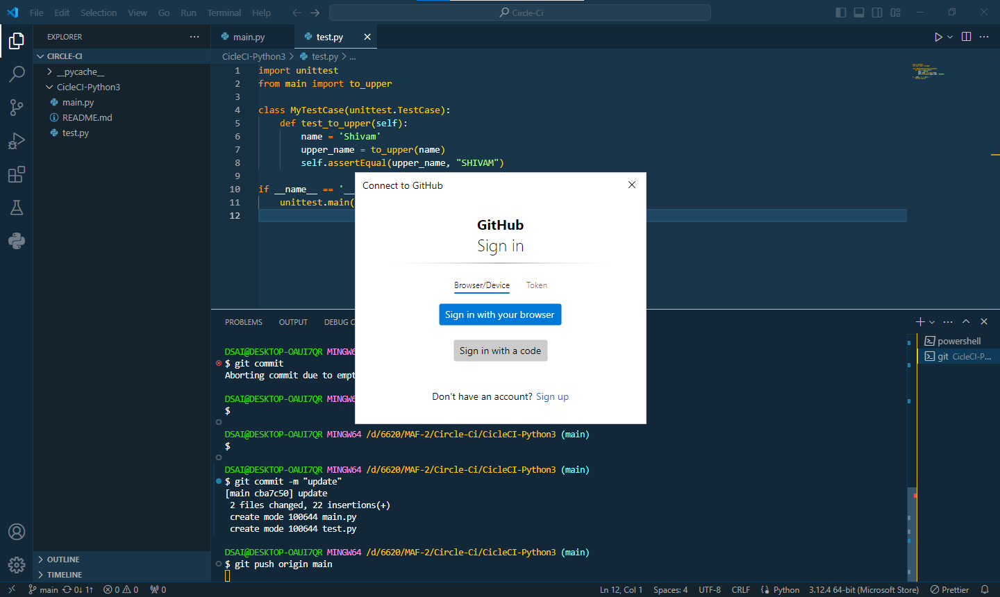 File Edit Selection View Go Run Terminal Help
Circle-Ci
EXPLORER
CIRCLE-CI
__pycache__
CicleCI-Python3
main.py
README.md
test.py
OUTLINE
TIMELINE
main.py test.py
CicleCI-Python3 > test.py > ...
1 import unittest
2 from main import to_upper
3
4 class MyTestCase(unittest.TestCase):
5 def test_to_upper(self):
6 name = 'Shivam'
7 upper_name = to_upper(name)
8 self.assertEqual(upper_name, "SHIVAM")
9
10 if __name__ == '__
11 unittest.main(
12
Connect to GitHub
GitHub
Sign in
Browser/Device Token
Sign in with your browser
Sign in with a code
Don't have an account? Sign up
PROBLEMS OUTPUT DEBUG C
DSAI@DESKTOP-OAUI7QR MINGW6
$ git commit
Aborting commit due to empt
DSAI@DESKTOP-OAUI7QR MINGW6
$
DSAI@DESKTOP-OAUI7QR MINGW64 /d/6620/MAF-2/Circle-Ci/CicleCI-Python3 (main)
$
DSAI@DESKTOP-OAUI7QR MINGW64 /d/6620/MAF-2/Circle-Ci/CicleCI-Python3 (main)
$ git commit -m "update"
[main cba7c50] update
2 files changed, 22 insertions(+)
create mode 100644 main.py
create mode 100644 test.py
DSAI@DESKTOP-OAUI7QR MINGW64 /d/6620/MAF-2/Circle-Ci/CicleCI-Python3 (main)
$ git push origin main
powershell
git CicleCI-P...
main 0↓ 1↑ 0 0 0
Ln 12, Col 1 Spaces: 4 UTF-8 CRLF Python 3.12.4 64-bit (Microsoft Store) Prettier